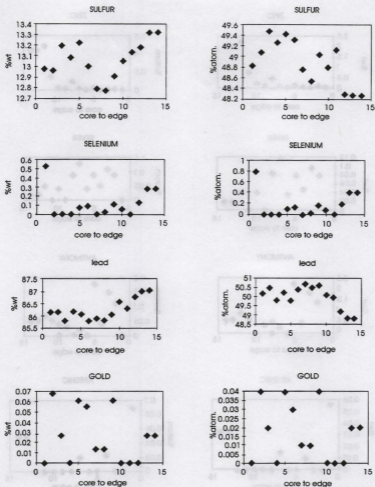 SULFUR
%wt
13.4
13.3
13.2
13.1
13
12.9
12.8
12.7
0 5 10 15
core to edge
SULFUR
%atom.
49.6
49.4
49.2
49
48.8
48.6
48.4
48.2
0 5 10 15
core to edge
SELENIUM
%wt
0.6
0.5
0.4
0.3
0.2
0.1
0
0 5 10 15
core to edge
SELENIUM
%atom.
1
0.8
0.6
0.4
0.2
0
0 5 10 15
core to edge
lead
%wt
87.5
87
86.5
86
85.5
0 5 10 15
core to edge
lead
%atom.
51
50.5
50
49.5
49
48.5
0 5 10 15
core to edge
GOLD
%wt
0.07
0.06
0.05
0.04
0.03
0.02
0.01
0
0 5 10 15
core to edge
GOLD
%atom.
0.04
0.035
0.03
0.025
0.02
0.015
0.01
0.005
0
0 5 10 15
core to edge